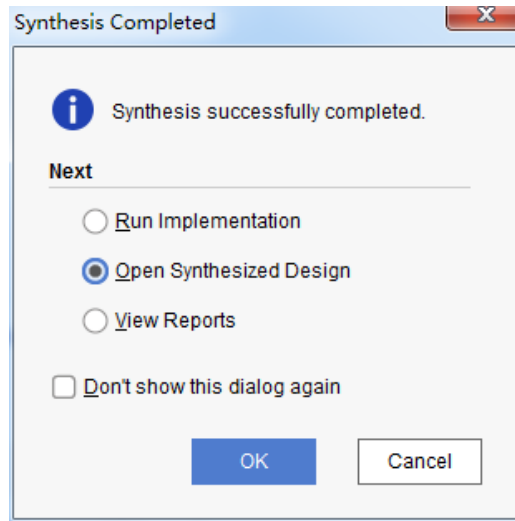 Synthesis Completed
Synthesis successfully completed.
Next
Run Implementation
Open Synthesized Design
View Reports
Don't show this dialog again
OK Cancel